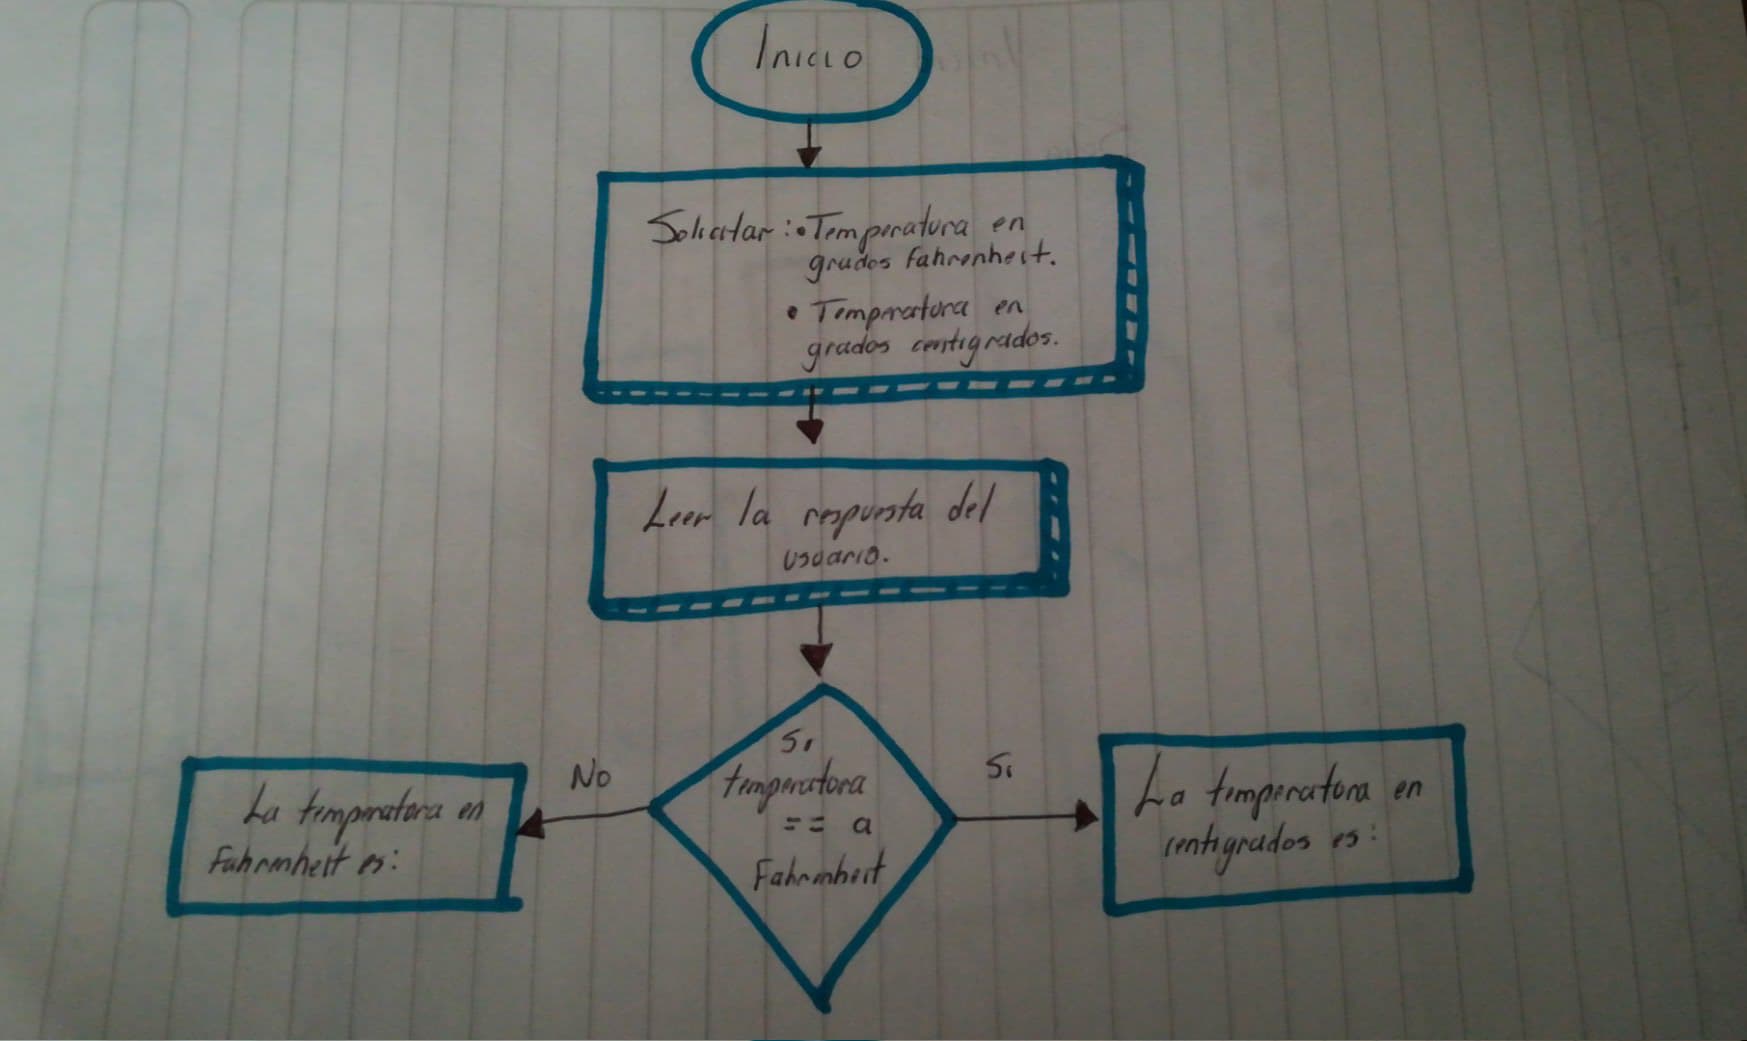 Inicio
Solicitar: • Temperatura en
grados fahrenheit.
• Temperatura en
grados centigrados.
Leer la respuesta del
usuario.
Si
temperatura
== a
Fahrenheit
No
La temperatura en
Fahrenheit es:
Si
La temperatura en
centigrados es: